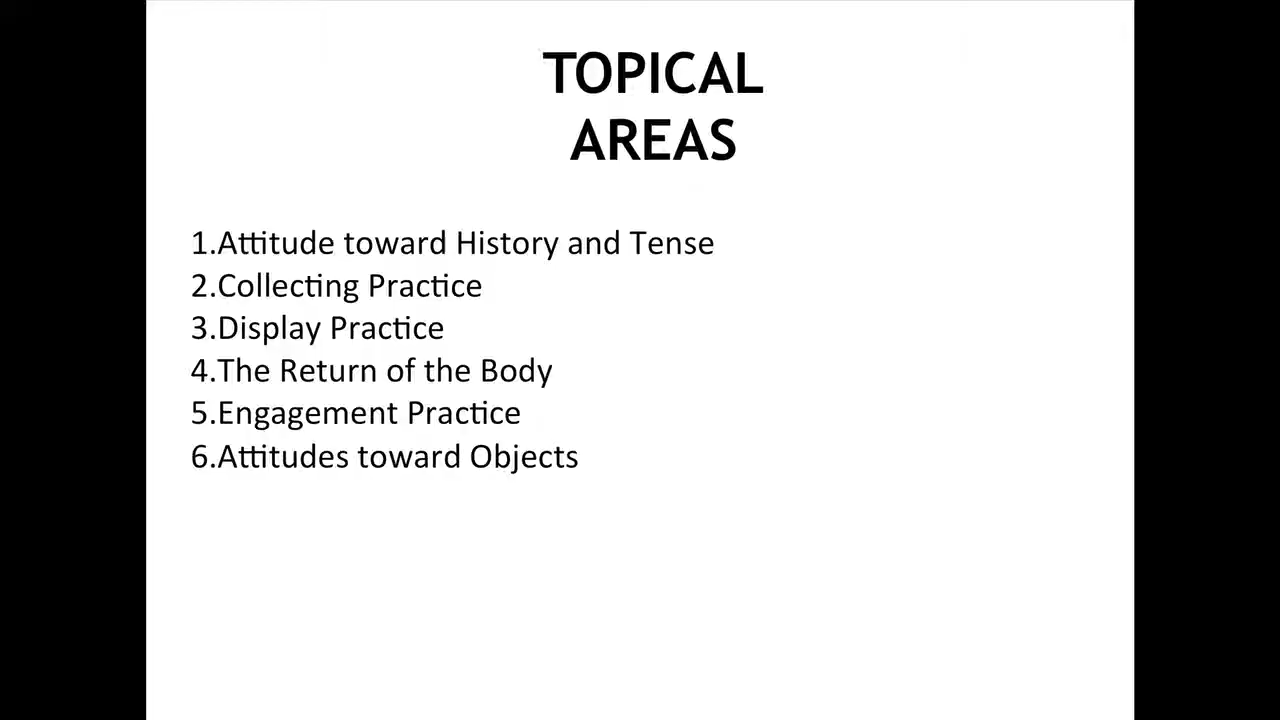 TOPICAL
AREAS
1.Attitude toward History and Tense
2.Collecting Practice
3.Display Practice
4.The Return of the Body
5.Engagement Practice
6.Attitudes toward Objects